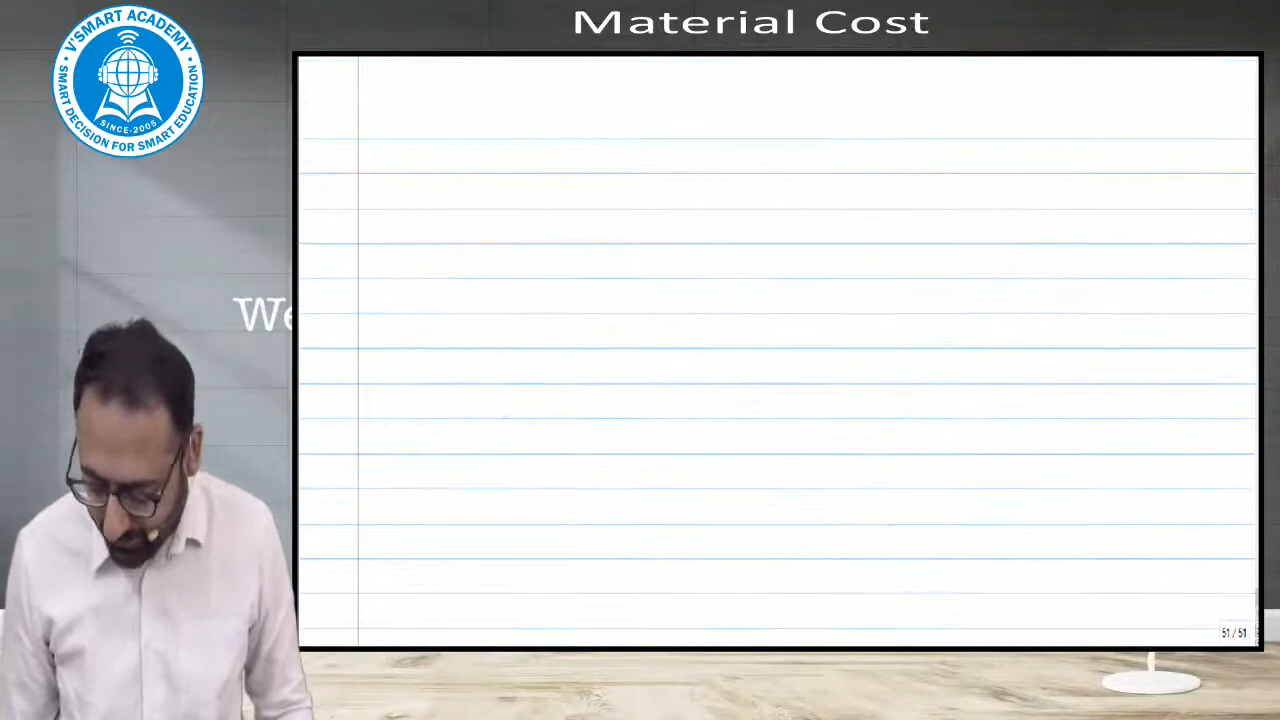 Material Cost
V'SMART ACADEMY
SMART DECISION FOR SMART EDUCATION
SINCE-2005
We
51 / 51